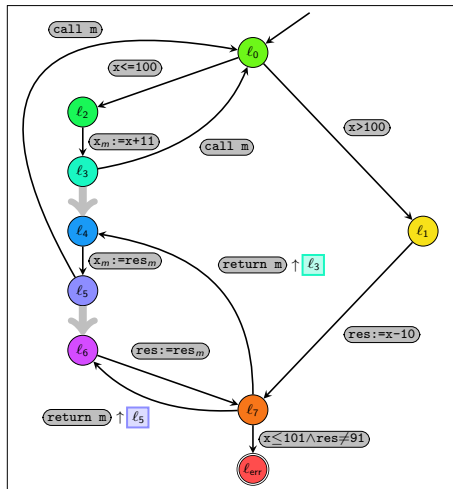 call m
ℓ₀
x<=100
ℓ₂
x>100
xₘ:=x+11
call m
ℓ₃
ℓ₄
ℓ₁
xₘ:=resₘ
return m ↑ ℓ₃
ℓ₅
res:=x-10
ℓ₆
res:=resₘ
return m ↑ ℓ₅
ℓ₇
x≤101∧res≠91
ℓerr